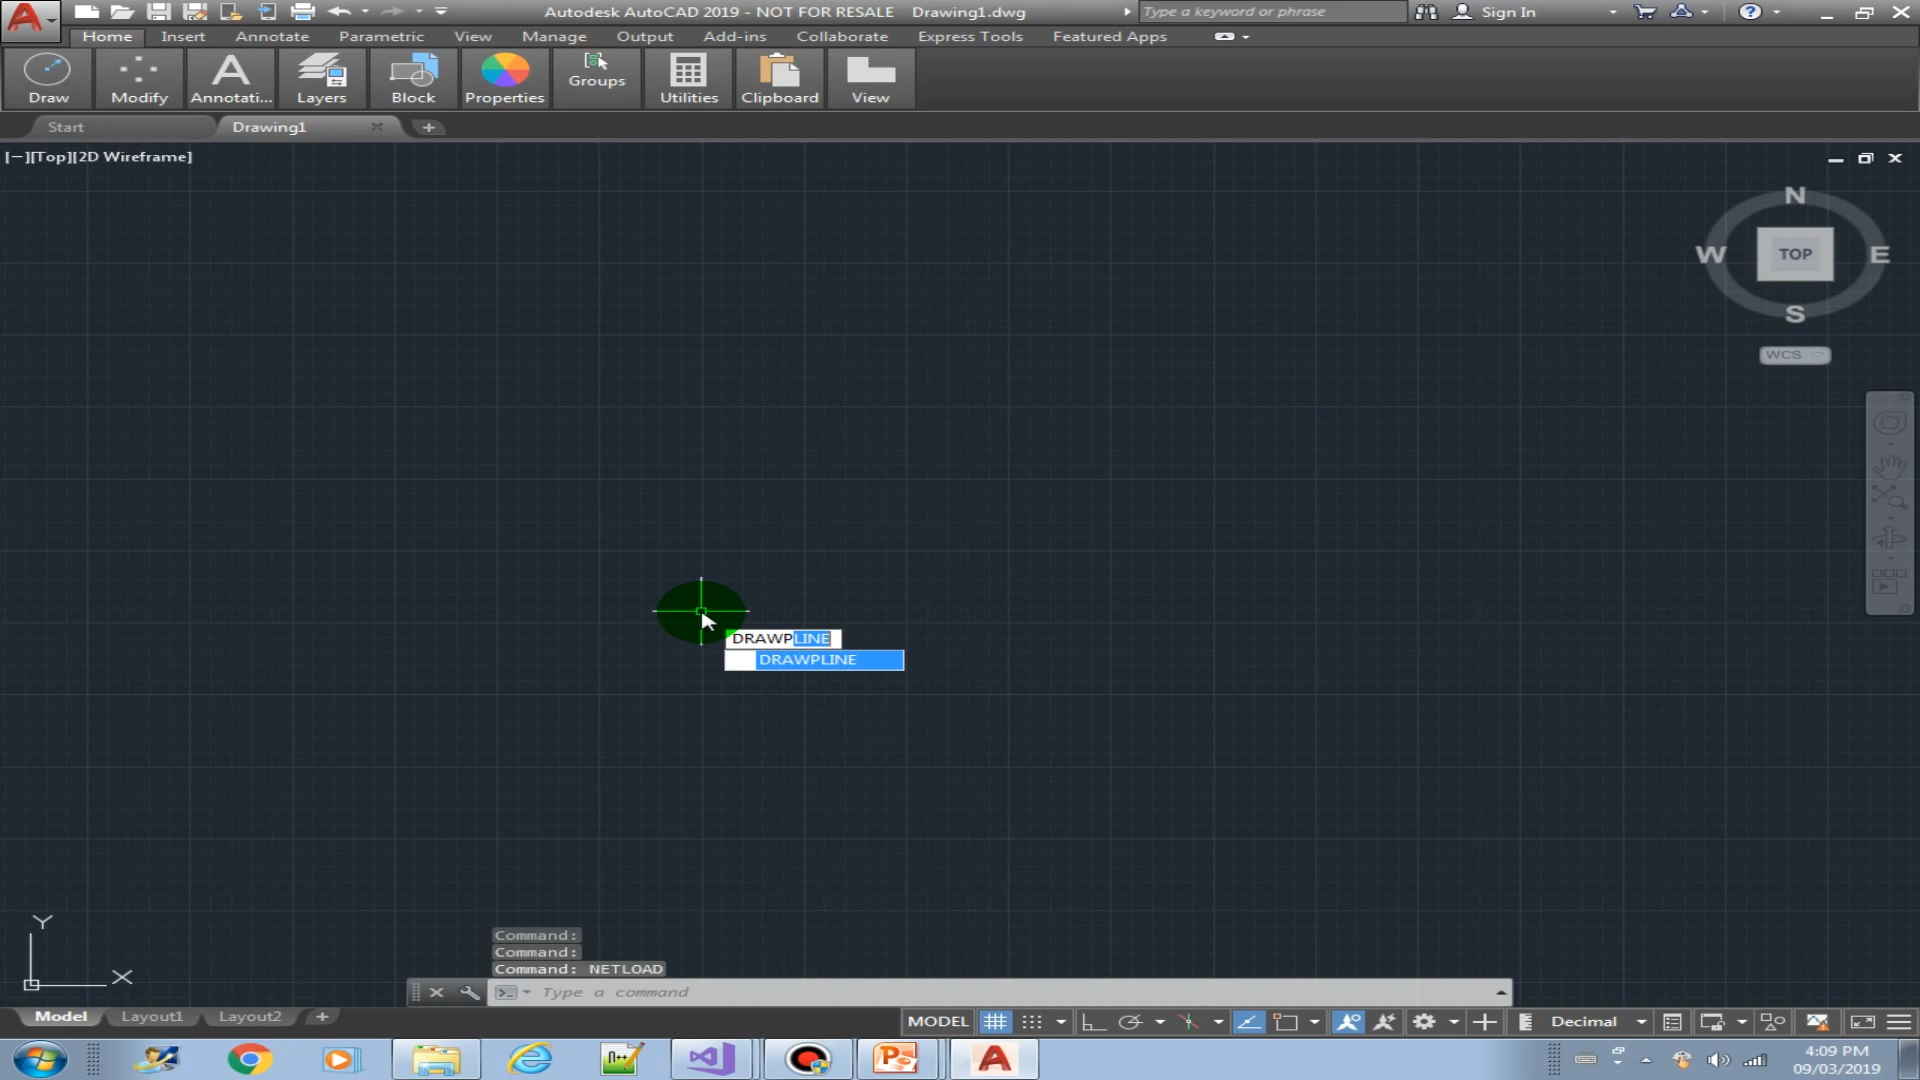 Autodesk AutoCAD 2019 - NOT FOR RESALE Drawing1.dwg
Type a keyword or phrase
Sign In
Home Insert Annotate Parametric View Manage Output Add-ins Collaborate Express Tools Featured Apps
Draw Modify Annotati... Layers Block Properties Groups Utilities Clipboard View
Start Drawing1
[−][Top][2D Wireframe]
N
W TOP E
S
WCS
DRAWPLINE
DRAWPLINE
Y
X
Command:
Command:
Command: NETLOAD
Type a command
Model Layout1 Layout2
MODEL Decimal
N++
4:09 PM
09/03/2019